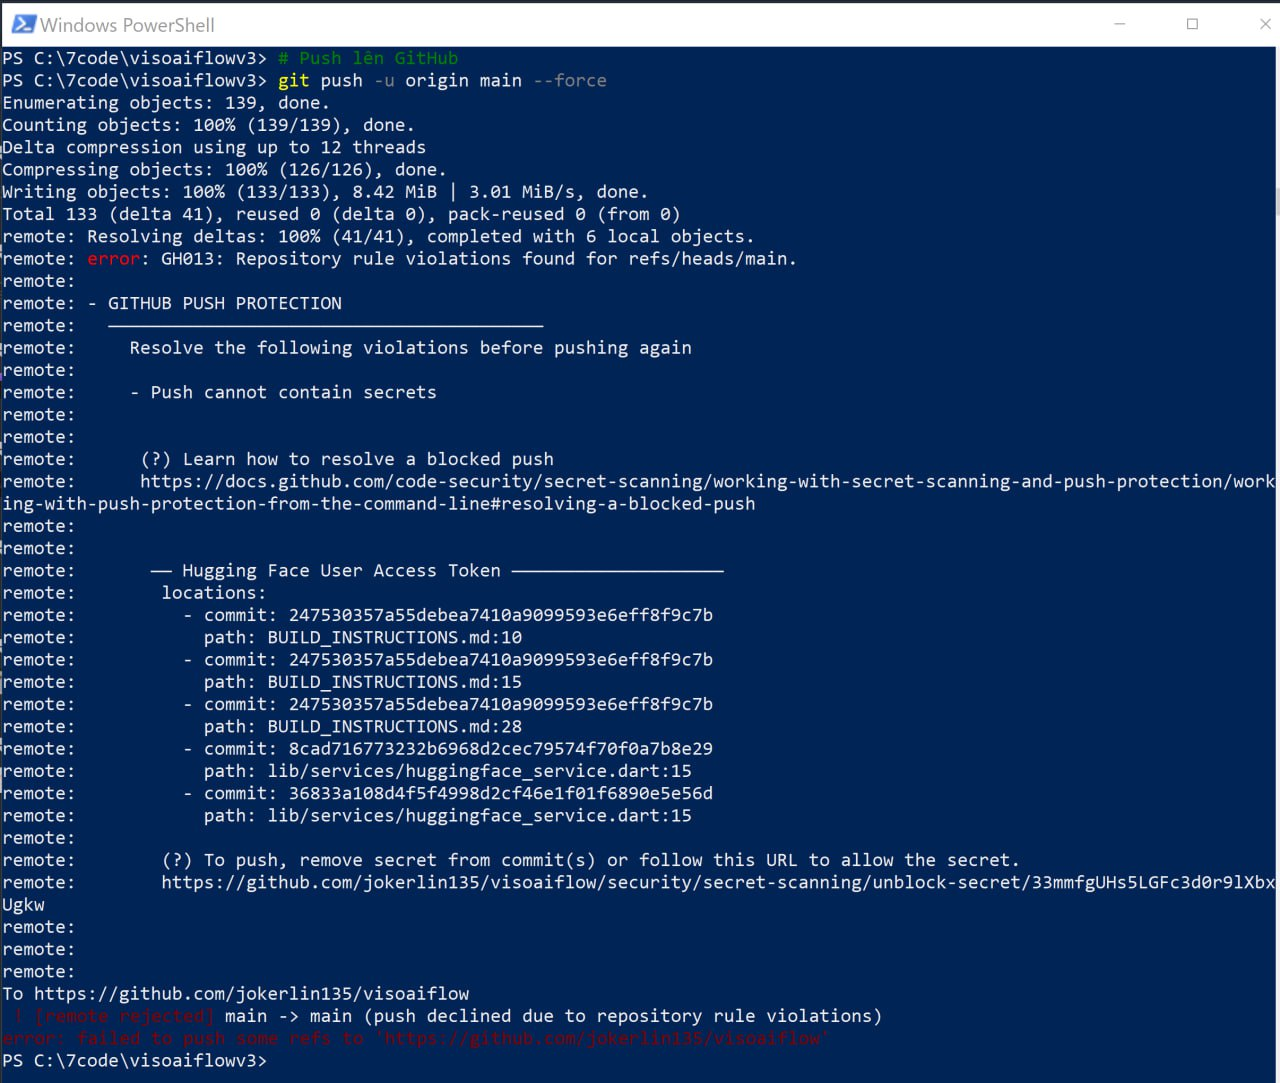 Windows PowerShell
PS C:\7code\visoaiflowv3> # Push lên GitHub
PS C:\7code\visoaiflowv3> git push -u origin main --force
Enumerating objects: 139, done.
Counting objects: 100% (139/139), done.
Delta compression using up to 12 threads
Compressing objects: 100% (126/126), done.
Writing objects: 100% (133/133), 8.42 MiB | 3.01 MiB/s, done.
Total 133 (delta 41), reused 0 (delta 0), pack-reused 0 (from 0)
remote: Resolving deltas: 100% (41/41), completed with 6 local objects.
remote: error: GH013: Repository rule violations found for refs/heads/main.
remote:
remote: - GITHUB PUSH PROTECTION
remote: —————————————————————————————————————————
remote: Resolve the following violations before pushing again
remote:
remote: - Push cannot contain secrets
remote:
remote:
remote: (?) Learn how to resolve a blocked push
remote: https://docs.github.com/code-security/secret-scanning/working-with-secret-scanning-and-push-protection/work
ing-with-push-protection-from-the-command-line#resolving-a-blocked-push
remote:
remote:
remote: —— Hugging Face User Access Token ————————————————————
remote: locations:
remote: - commit: 247530357a55debea7410a9099593e6eff8f9c7b
remote: path: BUILD_INSTRUCTIONS.md:10
remote: - commit: 247530357a55debea7410a9099593e6eff8f9c7b
remote: path: BUILD_INSTRUCTIONS.md:15
remote: - commit: 247530357a55debea7410a9099593e6eff8f9c7b
remote: path: BUILD_INSTRUCTIONS.md:28
remote: - commit: 8cad716773232b6968d2cec79574f70f0a7b8e29
remote: path: lib/services/huggingface_service.dart:15
remote: - commit: 36833a108d4f5f4998d2cf46e1f01f6890e5e56d
remote: path: lib/services/huggingface_service.dart:15
remote:
remote: (?) To push, remove secret from commit(s) or follow this URL to allow the secret.
remote: https://github.com/jokerlin135/visoaiflow/security/secret-scanning/unblock-secret/33mmfgUHs5LGFc3d0r9lXbx
Ugkw
remote:
remote:
remote:
To https://github.com/jokerlin135/visoaiflow
! [remote rejected] main -> main (push declined due to repository rule violations)
error: failed to push some refs to 'https://github.com/jokerlin135/visoaiflow'
PS C:\7code\visoaiflowv3>